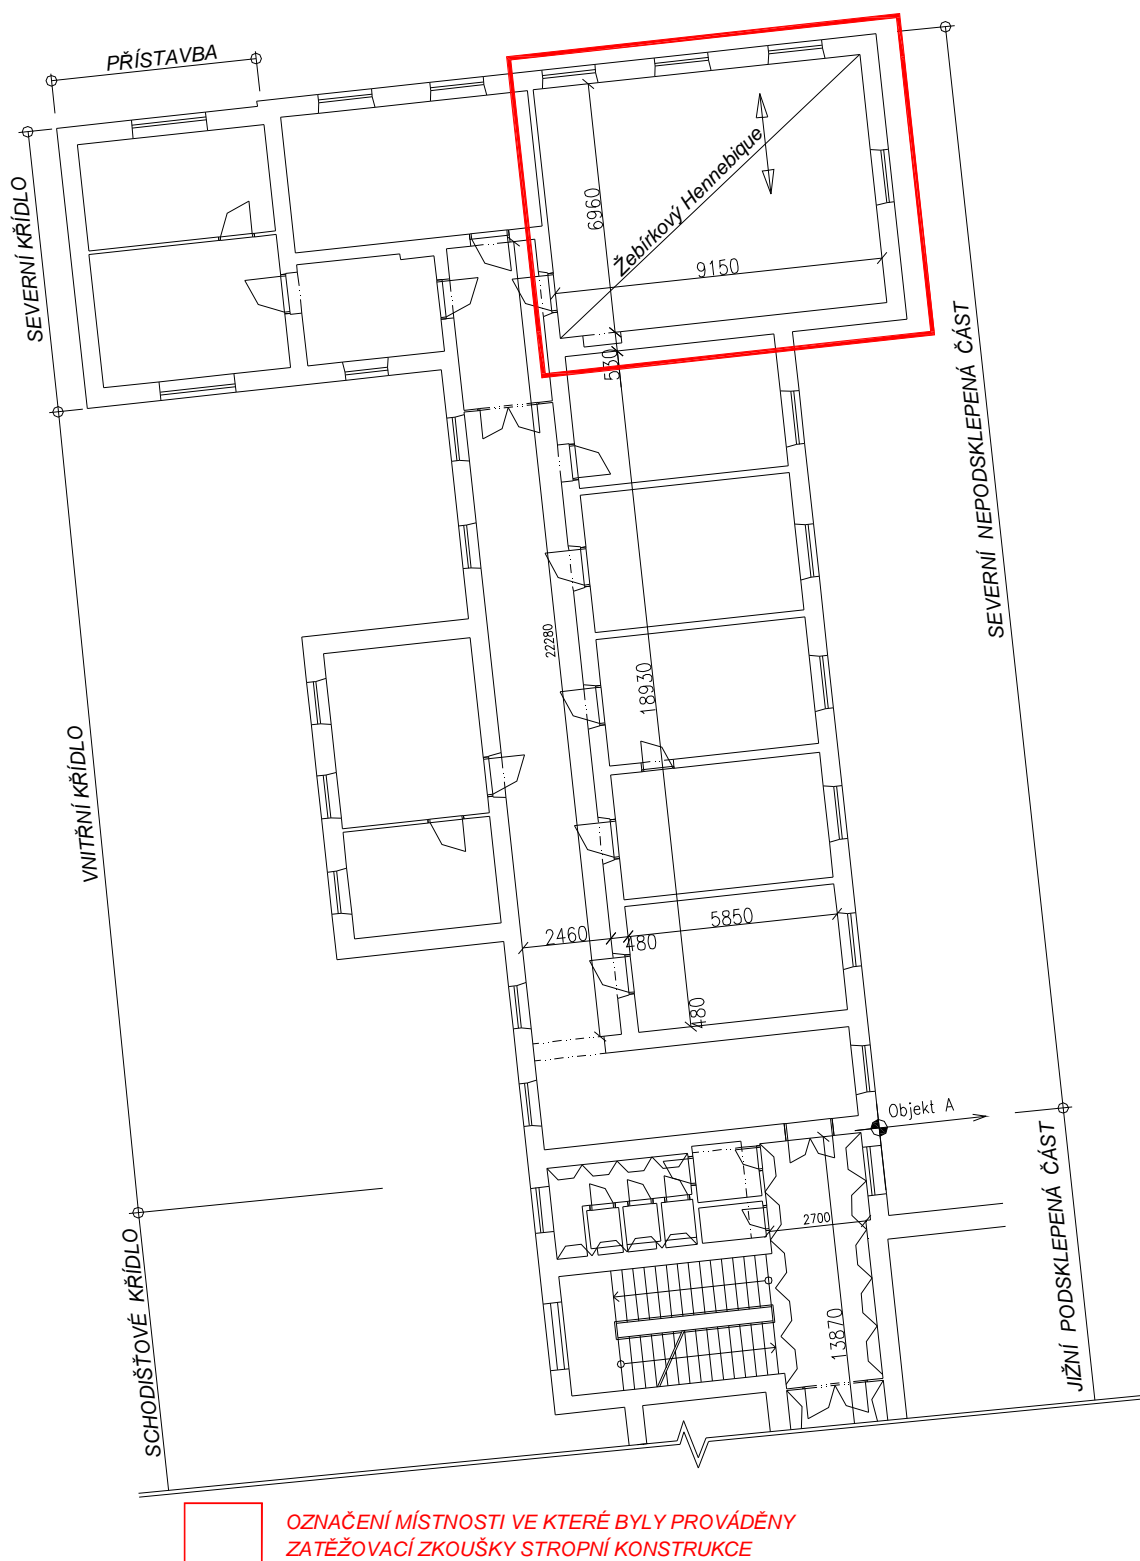 PŘÍSTAVBA
SEVERNÍ KŘÍDLO
6960
Žebírkový Hennebique
9150
SEVERNÍ NEPODSKLEPENÁ ČÁST
530
22280
18930
VNITŘNÍ KŘÍDLO
2460
480
5850
480
Objekt A
2700
13870
SCHODIŠŤOVÉ KŘÍDLO
JIŽNÍ PODSKLEPENÁ ČÁST
OZNAČENÍ MÍSTNOSTI VE KTERÉ BYLY PROVÁDĚNY
ZATĚŽOVACÍ ZKOUŠKY STROPNÍ KONSTRUKCE